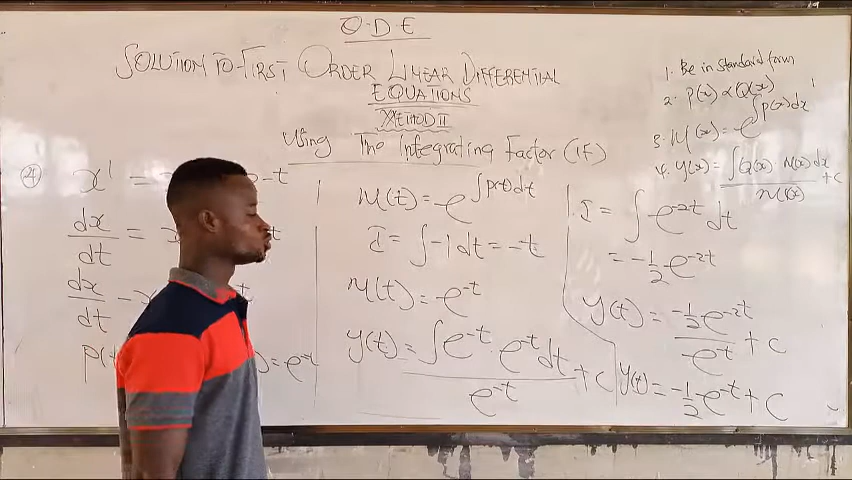 O.D.E
SOLUTION TO FIRST ORDER LINEAR DIFFERENTIAL
EQUATIONS
METHOD II
Using The Integrating Factor (IF)
1. Be in Standard form
2. P(x) & Q(x)
3. M(x) = e^∫p(x)dx
4. y(x) = ∫Q(x) · M(x) dx / M(x) + C
④ x' = -t
dx/dt = t
dx/dt - t
P(t = e^-t
M(t) = e^∫p(t)dt
I = ∫-1dt = -t
M(t) = e^-t
y(t) = ∫e^-t · e^-t dt / e^-t + C
I = ∫e^-2t dt
= -1/2 e^-2t
y(t) = -1/2 e^-2t / e^-t + C
y(t) = -1/2 e^-t + C